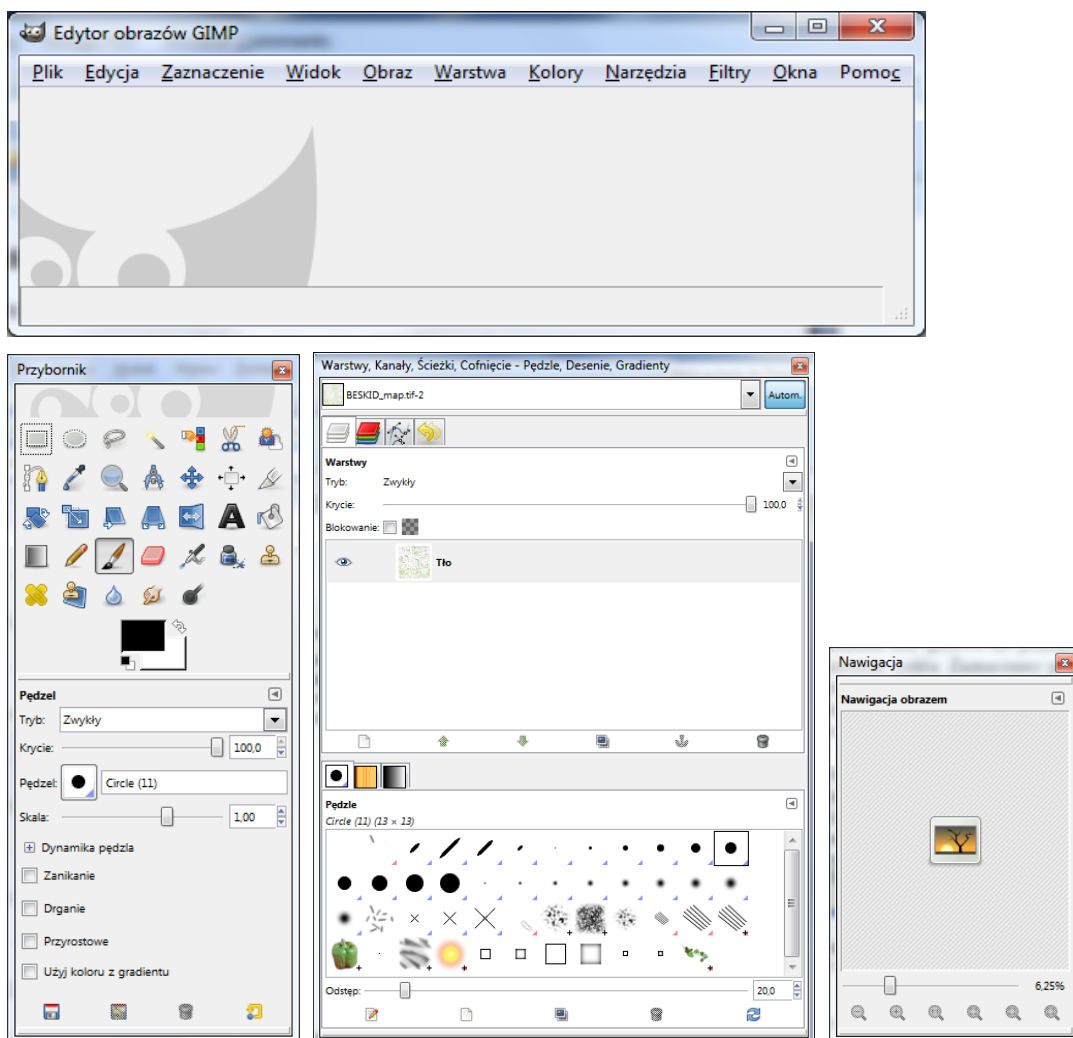 Edytor obrazów GIMP
Plik Edycja Zaznaczenie Widok Obraz Warstwa Kolory Narzędzia Filtry Okna Pomoc
Przybornik
Pędzel
Tryb: Zwykły
Krycie: 100,0
Pędzel: Circle (11)
Skala: 1,00
Dynamika pędzla
Zanikanie
Drganie
Przyrostowe
Użyj koloru z gradientu
Warstwy, Kanały, Ścieżki, Cofnięcie - Pędzle, Desenie, Gradienty
BESKID_map.tif-2 Autom.
Warstwy
Tryb: Zwykły
Krycie: 100,0
Blokowanie:
Tło
Pędzle
Circle (11) (13 × 13)
Odstęp: 20,0
Nawigacja
Nawigacja obrazem
6,25%